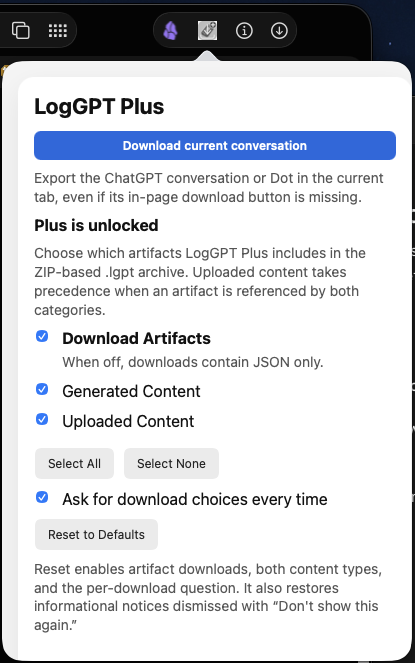 LogGPT Plus
Download current conversation
Export the ChatGPT conversation or Dot in the current
tab, even if its in-page download button is missing.
Plus is unlocked
Choose which artifacts LogGPT Plus includes in the
ZIP-based .lgpt archive. Uploaded content takes
precedence when an artifact is referenced by both
categories.
Download Artifacts
When off, downloads contain JSON only.
Generated Content
Uploaded Content
Select All Select None
Ask for download choices every time
Reset to Defaults
Reset enables artifact downloads, both content types,
and the per-download question. It also restores
informational notices dismissed with “Don't show this
again.”